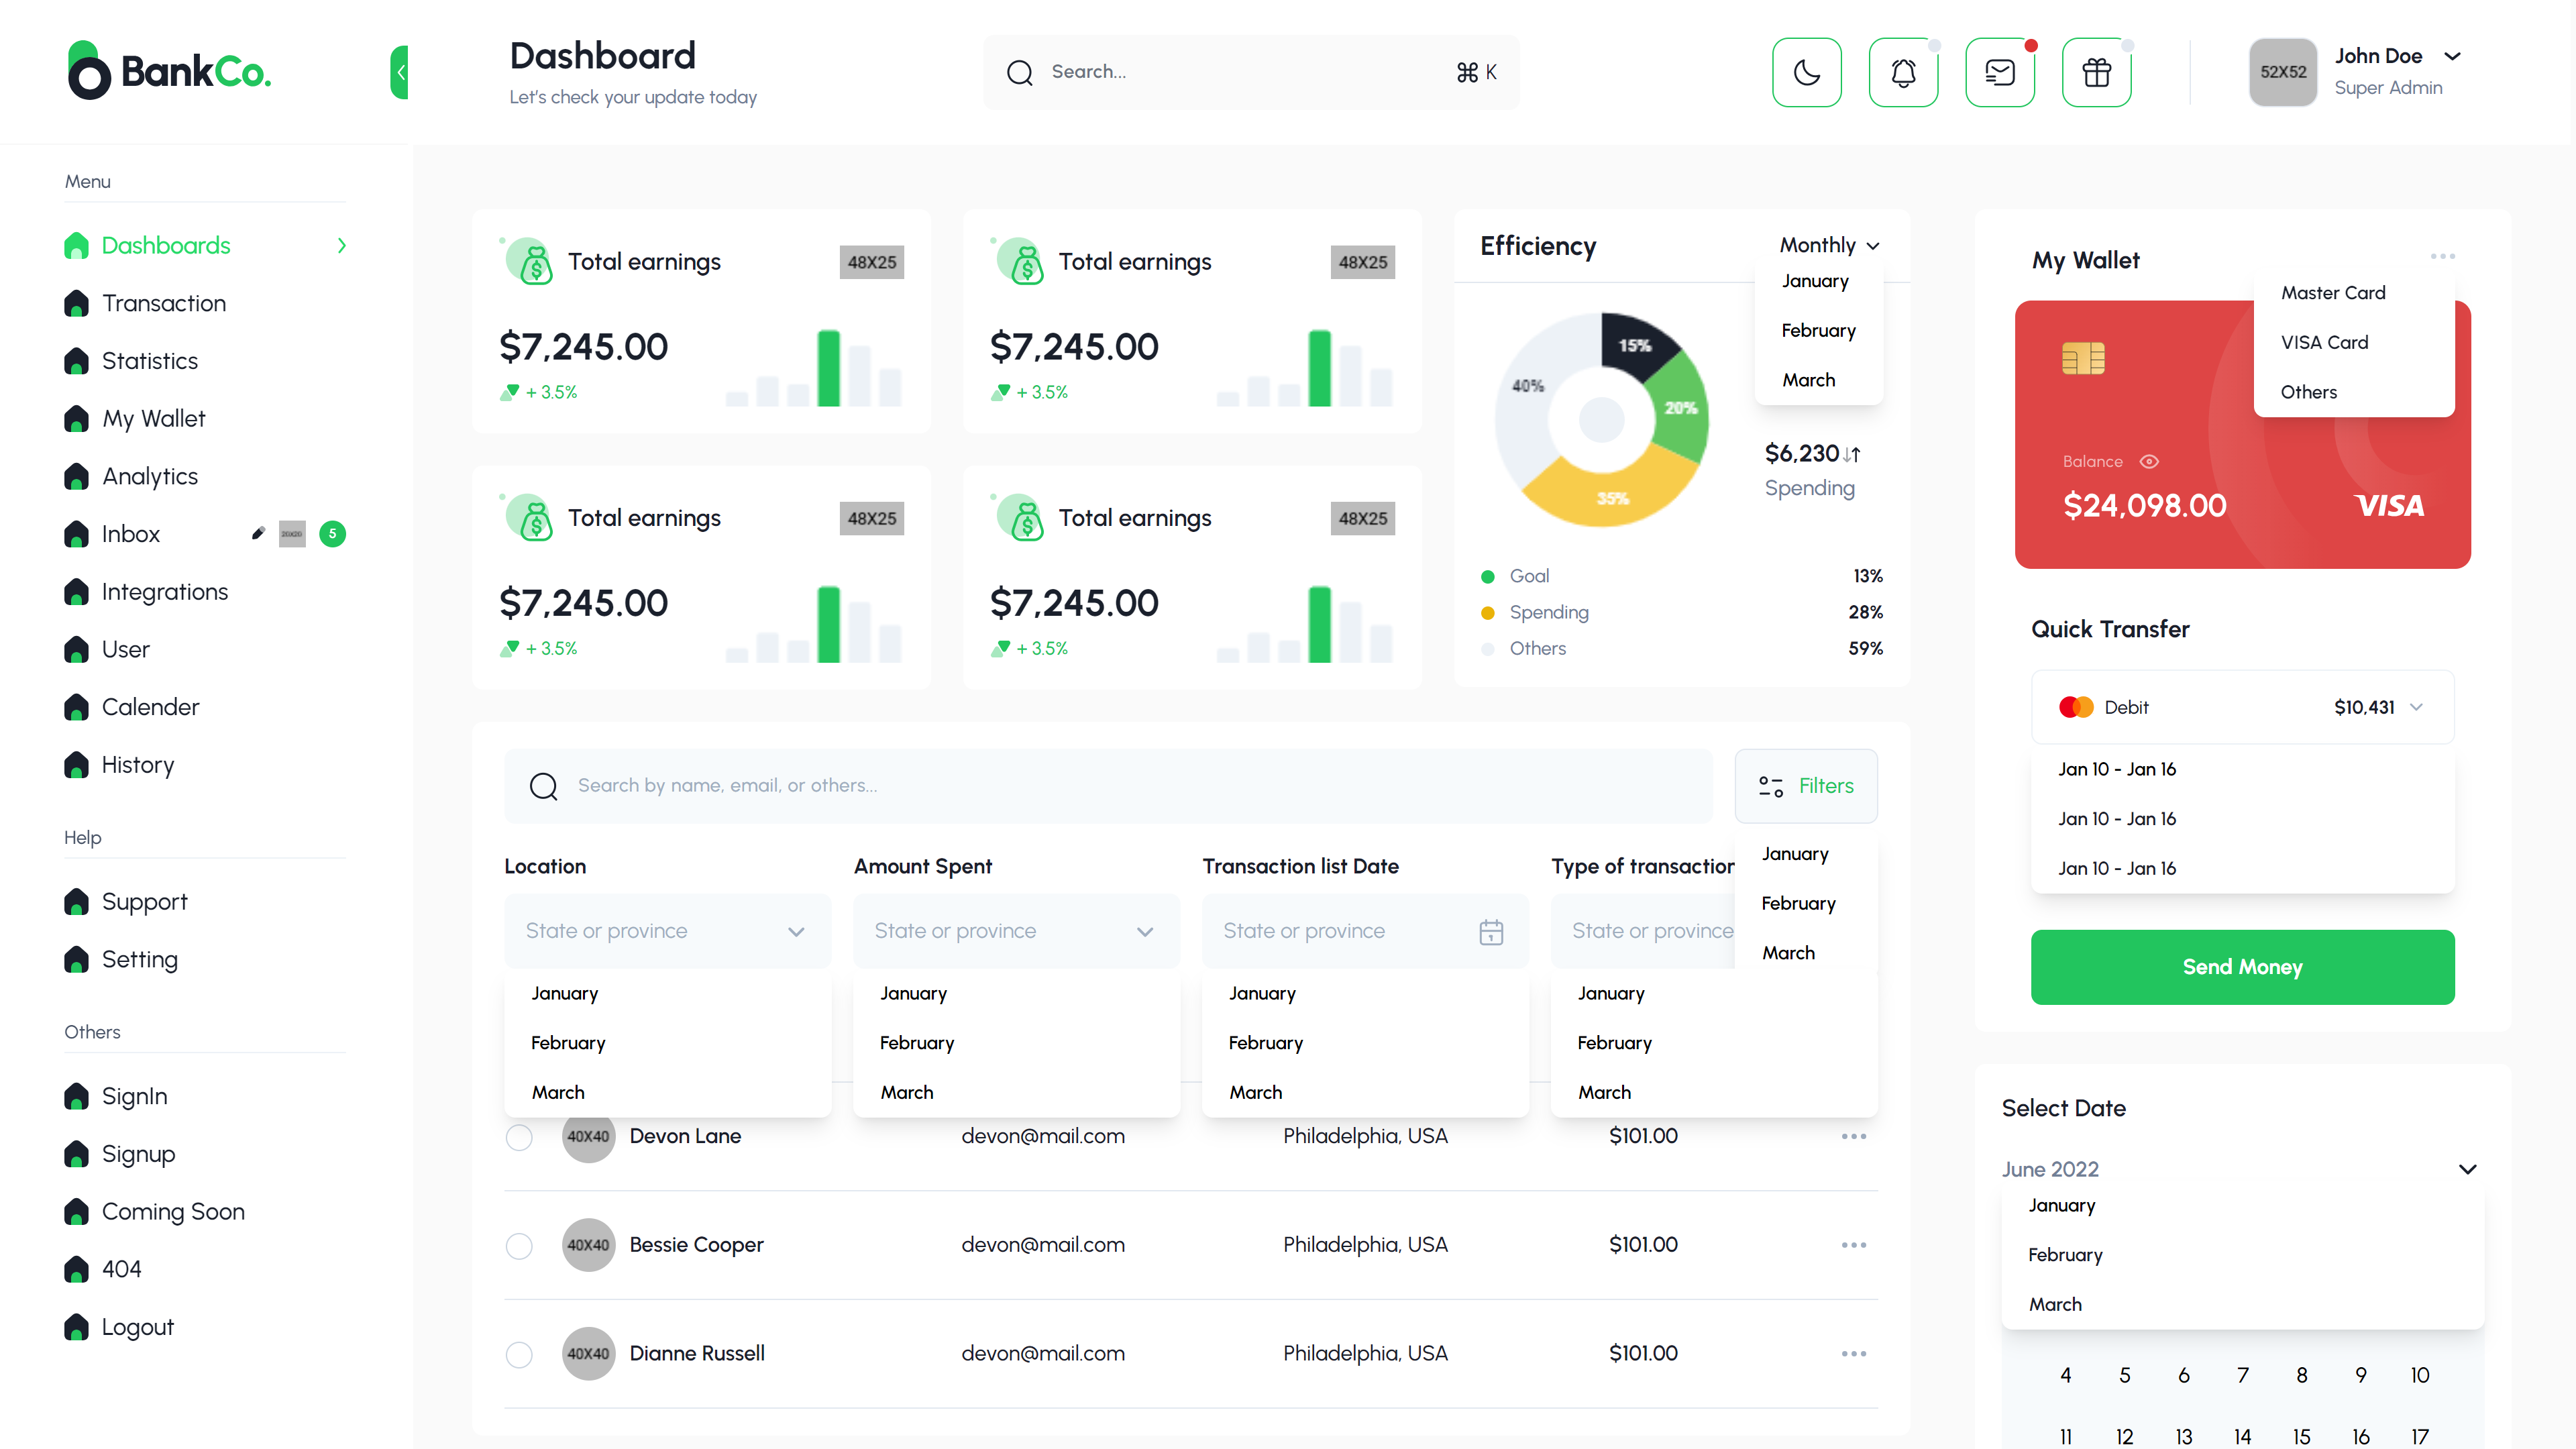 BankCo.
Dashboard
Let's check your update today
Search...
⌘ K
52X52
John Doe
Super Admin
Menu
Dashboards
Transaction
Statistics
My Wallet
Analytics
Inbox
20X20
5
Integrations
User
Calender
History
Help
Support
Setting
Others
SignIn
Signup
Coming Soon
404
Logout
Total earnings
48X25
$7,245.00
+ 3.5%
Total earnings
48X25
$7,245.00
+ 3.5%
Total earnings
48X25
$7,245.00
+ 3.5%
Total earnings
48X25
$7,245.00
+ 3.5%
Efficiency
Monthly
January
February
March
15%
20%
35%
40%
$6,230
Spending
Goal 13%
Spending 28%
Others 59%
Search by name, email, or others...
Filters
January
February
March
Location
State or province
January
February
March
Amount Spent
State or province
January
February
March
Transaction list Date
State or province
January
February
March
Type of transaction
State or province
January
February
March
40X40 Devon Lane devon@mail.com Philadelphia, USA $101.00
40X40 Bessie Cooper devon@mail.com Philadelphia, USA $101.00
40X40 Dianne Russell devon@mail.com Philadelphia, USA $101.00
My Wallet
Master Card
VISA Card
Others
Balance
$24,098.00
VISA
Quick Transfer
Debit $10,431
Jan 10 - Jan 16
Jan 10 - Jan 16
Jan 10 - Jan 16
Send Money
Select Date
June 2022
January
February
March
4 5 6 7 8 9 10
11 12 13 14 15 16 17